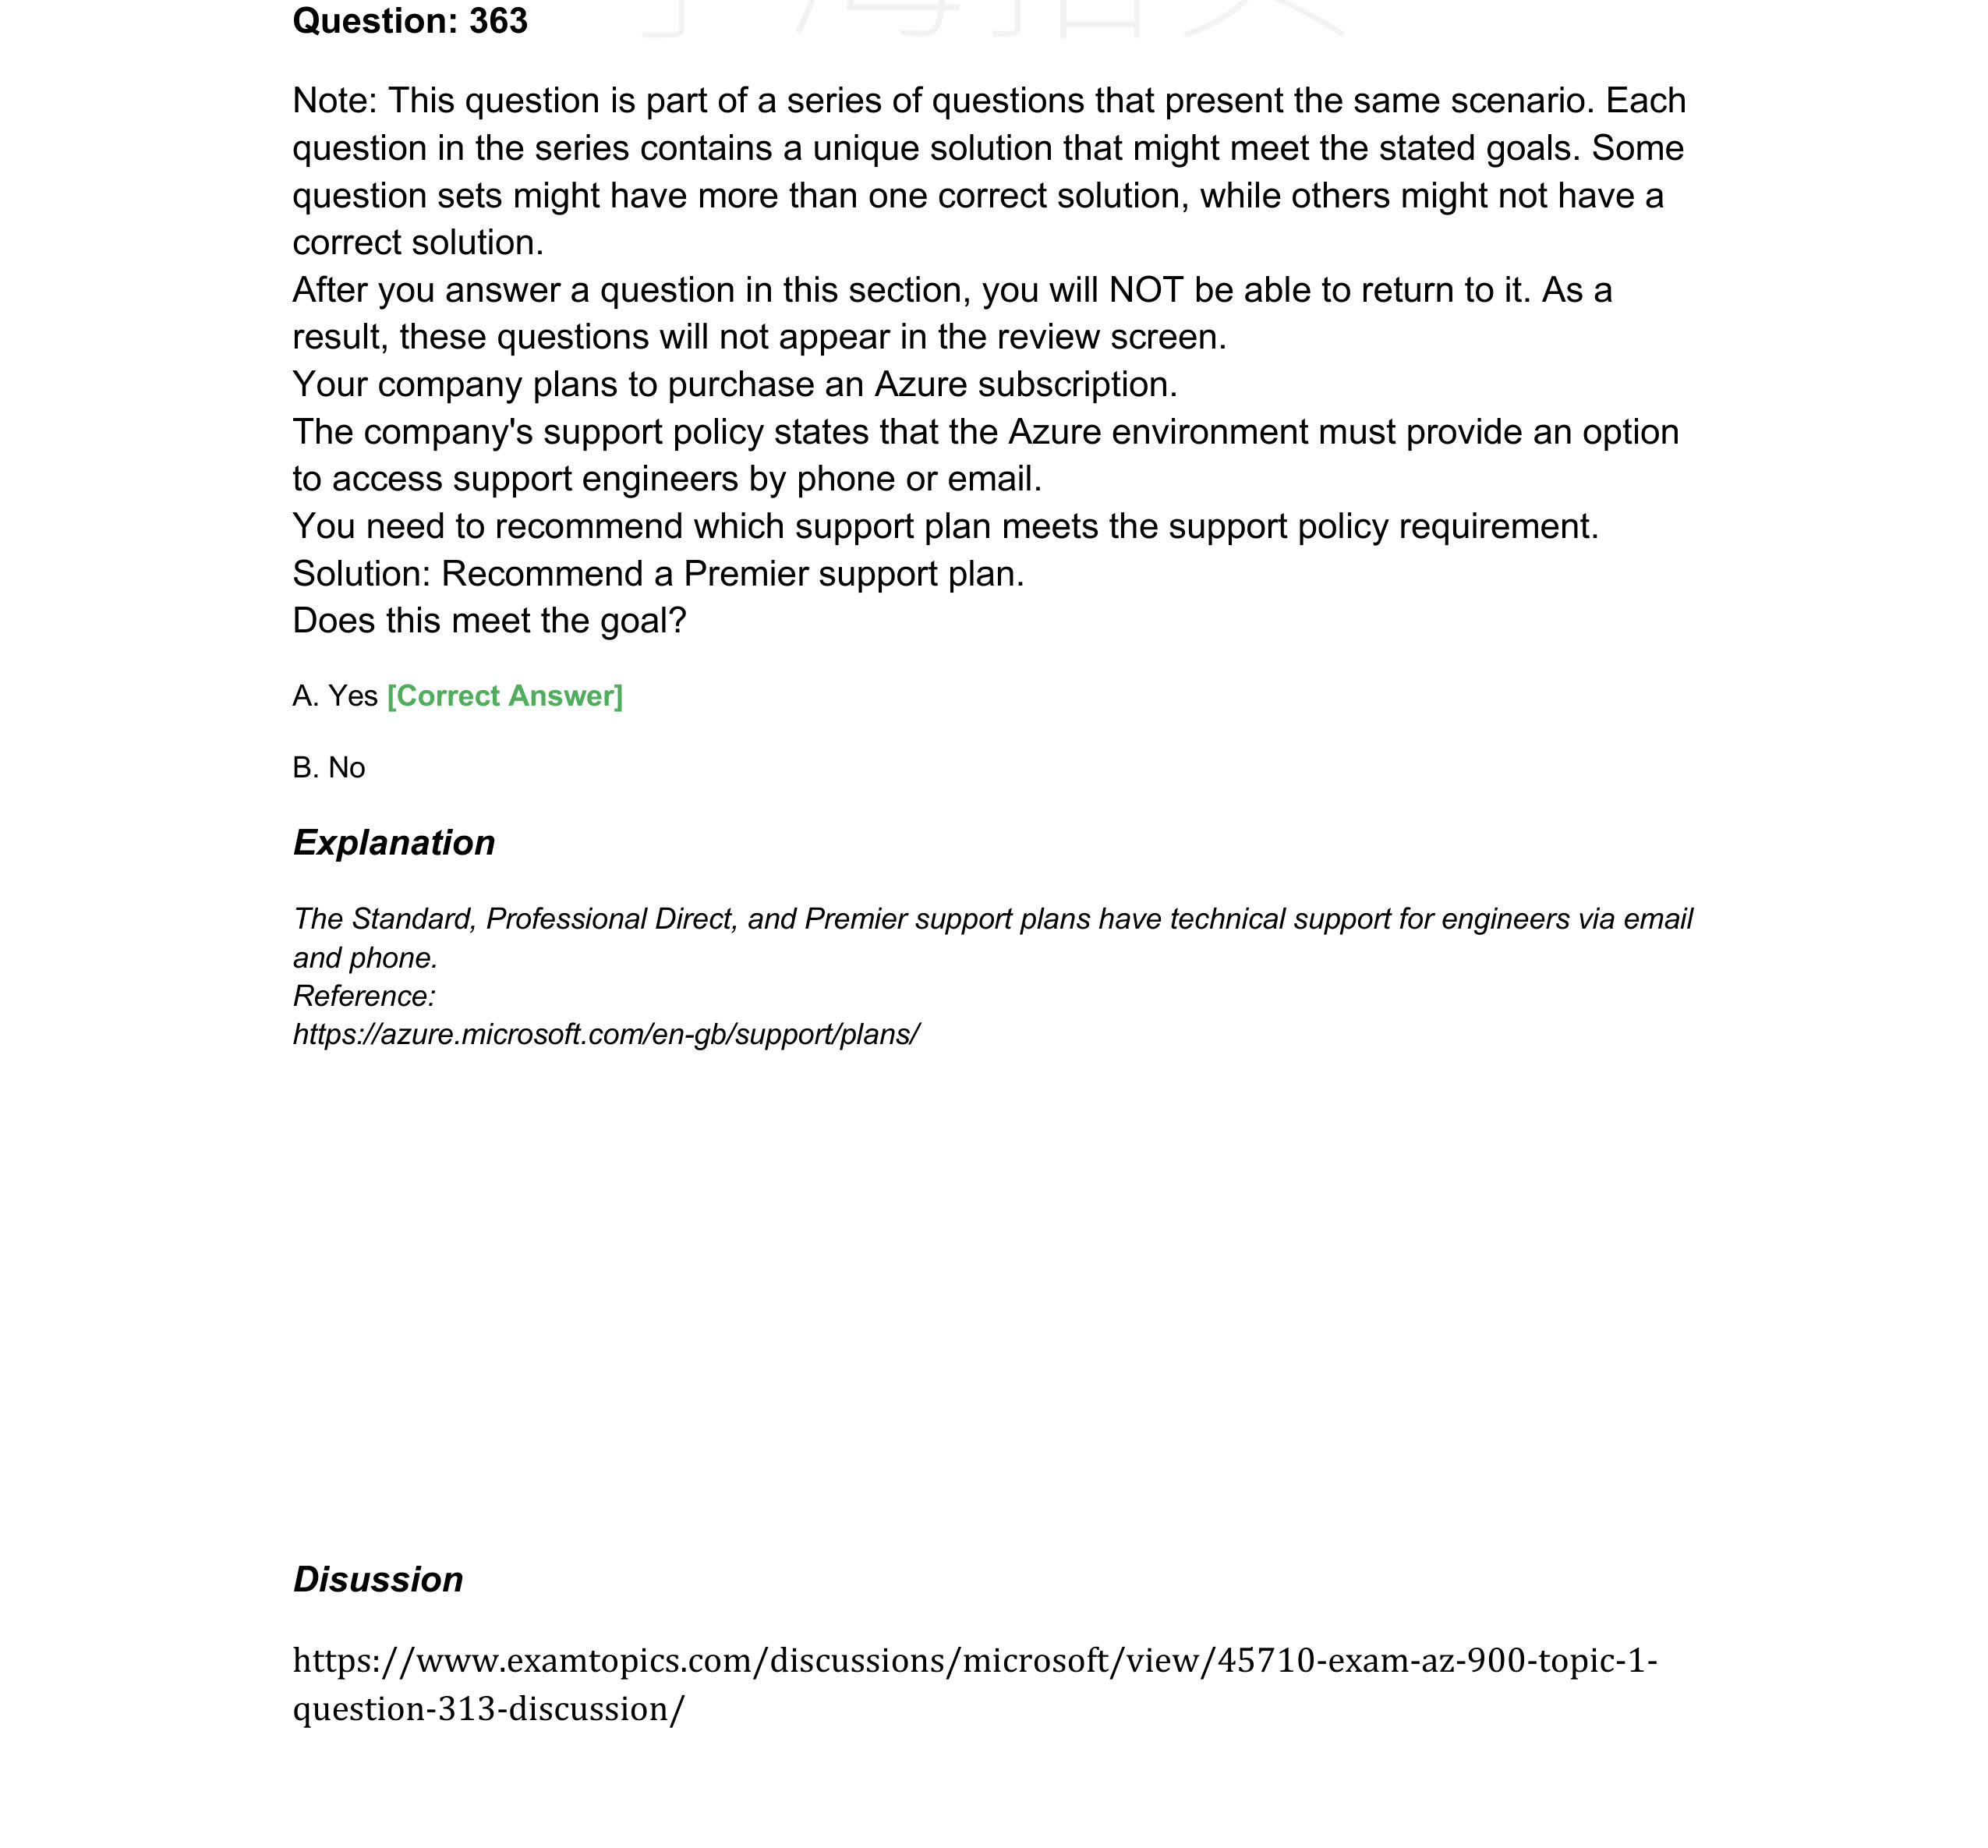 Question: 363
Note: This question is part of a series of questions that present the same scenario. Each
question in the series contains a unique solution that might meet the stated goals. Some
question sets might have more than one correct solution, while others might not have a
correct solution.
After you answer a question in this section, you will NOT be able to return to it. As a
result, these questions will not appear in the review screen.
Your company plans to purchase an Azure subscription.
The company's support policy states that the Azure environment must provide an option
to access support engineers by phone or email.
You need to recommend which support plan meets the support policy requirement.
Solution: Recommend a Premier support plan.
Does this meet the goal?
A. Yes [Correct Answer]
B. No
Explanation
The Standard, Professional Direct, and Premier support plans have technical support for engineers via email
and phone.
Reference:
https://azure.microsoft.com/en-gb/support/plans/
Disussion
https://www.examtopics.com/discussions/microsoft/view/45710-exam-az-900-topic-1-
question-313-discussion/